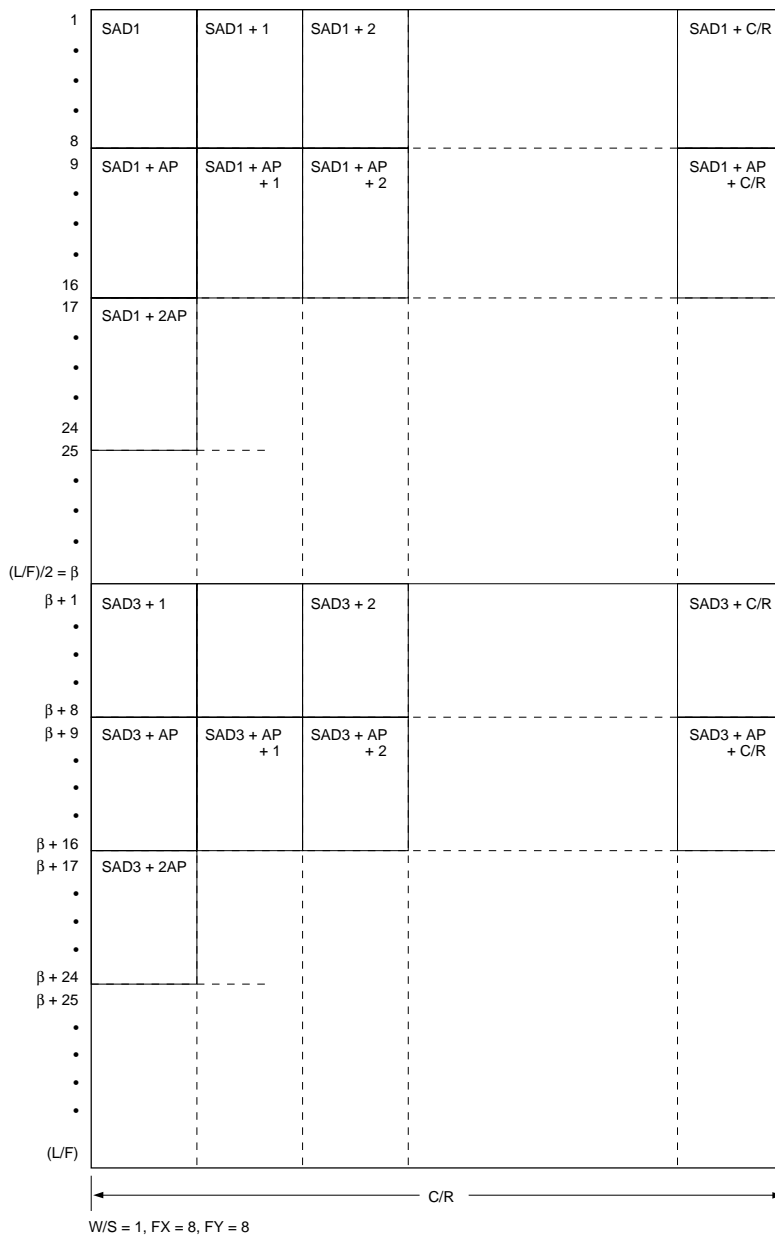 1 SAD1 SAD1 + 1 SAD1 + 2 SAD1 + C/R
•
•
•
8
9 SAD1 + AP SAD1 + AP SAD1 + AP SAD1 + AP
+ 1 + 2 + C/R
•
•
•
16
17 SAD1 + 2AP
•
•
•
24
25
•
•
•
(L/F)/2 = β
β + 1 SAD3 + 1 SAD3 + 2 SAD3 + C/R
•
•
•
β + 8
β + 9 SAD3 + AP SAD3 + AP SAD3 + AP SAD3 + AP
+ 1 + 2 + C/R
•
•
•
β + 16
β + 17 SAD3 + 2AP
•
•
•
β + 24
β + 25
•
•
•
•
(L/F)
C/R
W/S = 1, FX = 8, FY = 8